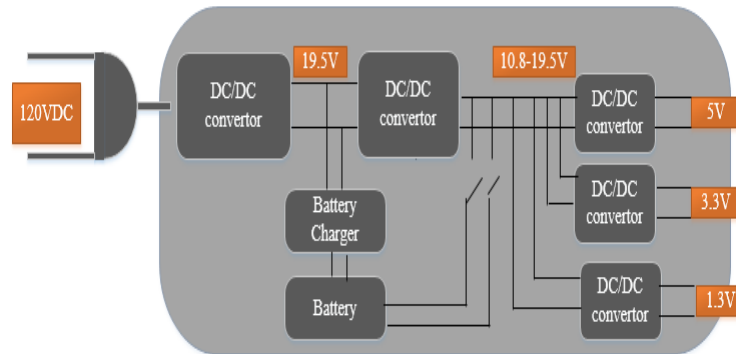 120VDC
DC/DC
convertor
19.5V
DC/DC
convertor
10.8-19.5V
DC/DC
convertor
5V
DC/DC
convertor
3.3V
DC/DC
convertor
1.3V
Battery
Charger
Battery